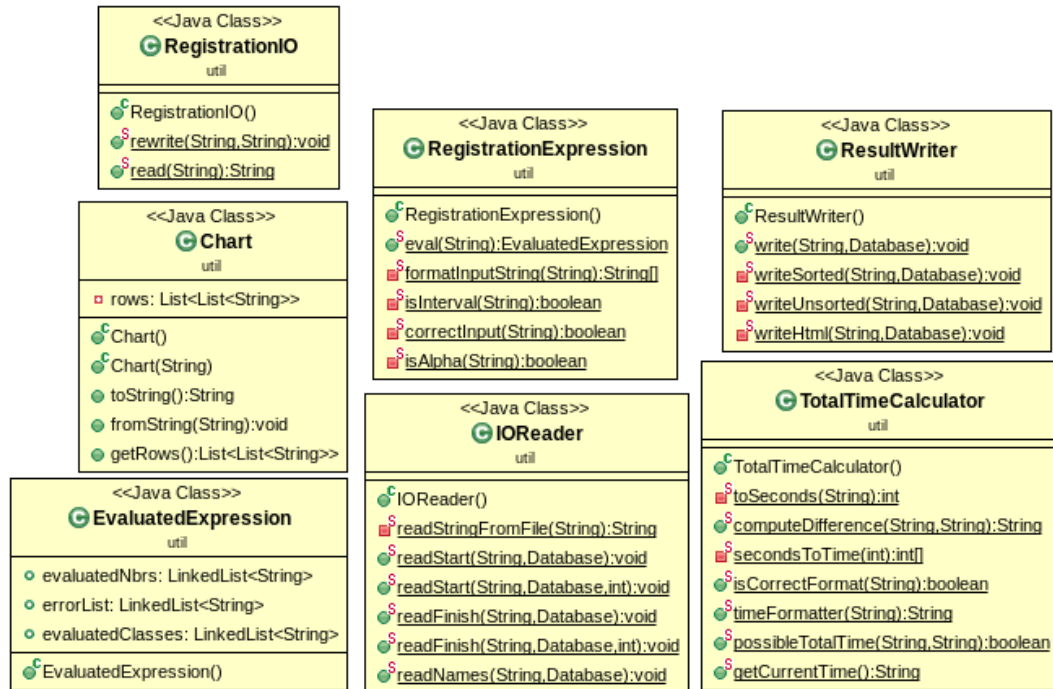 <<Java Class>>
RegistrationIO
util
RegistrationIO()
rewrite(String,String):void
read(String):String
<<Java Class>>
Chart
util
rows: List<List<String>>
Chart()
Chart(String)
toString():String
fromString(String):void
getRows():List<List<String>>
<<Java Class>>
EvaluatedExpression
util
evaluatedNbrs: LinkedList<String>
errorList: LinkedList<String>
evaluatedClasses: LinkedList<String>
EvaluatedExpression()
<<Java Class>>
RegistrationExpression
util
RegistrationExpression()
eval(String):EvaluatedExpression
formatInputString(String):String[]
isInterval(String):boolean
correctInput(String):boolean
isAlpha(String):boolean
<<Java Class>>
IOReader
util
IOReader()
readStringFromFile(String):String
readStart(String,Database):void
readStart(String,Database,int):void
readFinish(String,Database):void
readFinish(String,Database,int):void
readNames(String,Database):void
<<Java Class>>
ResultWriter
util
ResultWriter()
write(String,Database):void
writeSorted(String,Database):void
writeUnsorted(String,Database):void
writeHtml(String,Database):void
<<Java Class>>
TotalTimeCalculator
util
TotalTimeCalculator()
toSeconds(String):int
computeDifference(String,String):String
secondsToTime(int):int[]
isCorrectFormat(String):boolean
timeFormatter(String):String
possibleTotalTime(String,String):boolean
getCurrentTime():String